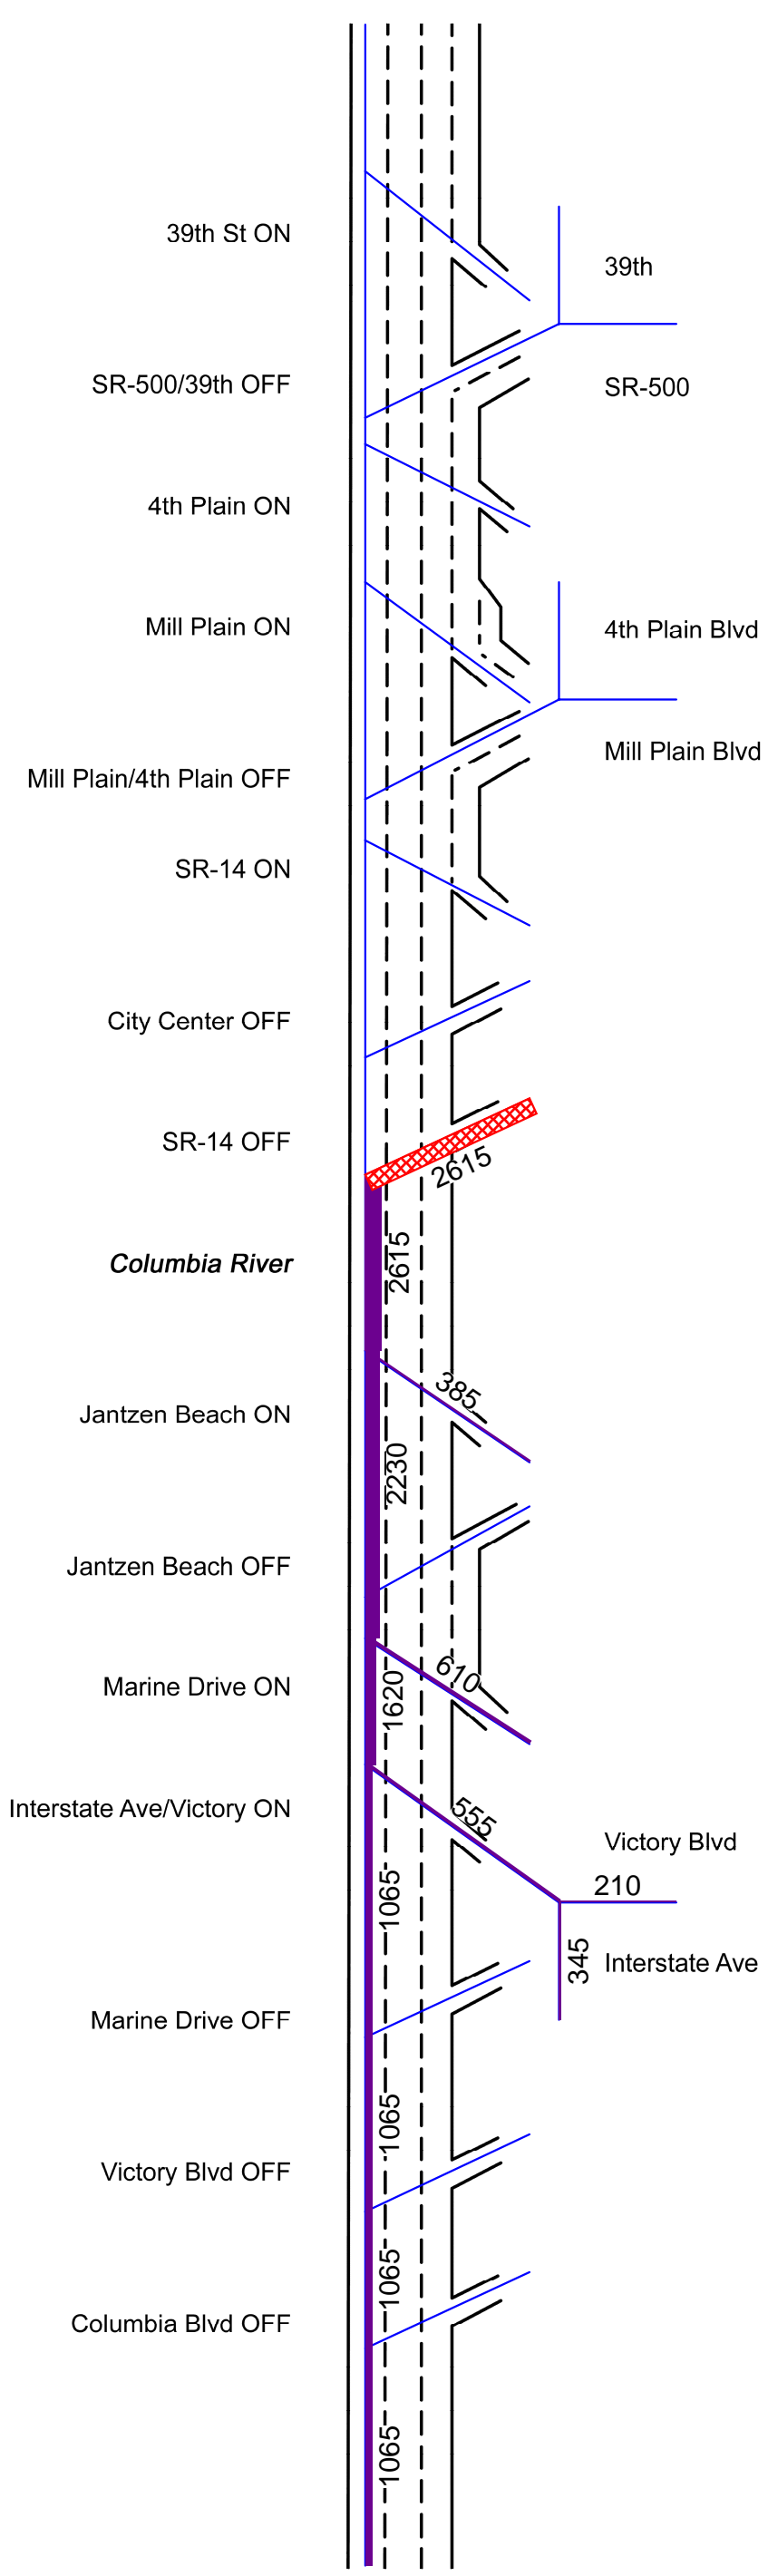 39th St ON
39th
SR-500/39th OFF
SR-500
4th Plain ON
Mill Plain ON
4th Plain Blvd
Mill Plain Blvd
Mill Plain/4th Plain OFF
SR-14 ON
City Center OFF
SR-14 OFF
2615
Columbia River
2615
385
Jantzen Beach ON
2230
Jantzen Beach OFF
610
Marine Drive ON
1620
Interstate Ave/Victory ON
555
Victory Blvd
210
1065
345
Interstate Ave
Marine Drive OFF
1065
Victory Blvd OFF
1065
Columbia Blvd OFF
1065